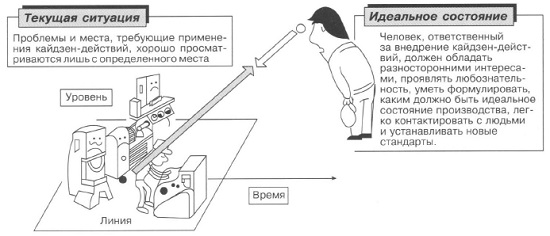 Текущая ситуация
Проблемы и места, требующие примене-
ния кайдзен-действий, хорошо просмат-
риваются лишь с определенного места
Уровень
Линия
Время
Идеальное состояние
Человек, ответственный
за внедрение кайдзен-дейст-
вий, должен обладать
разносторонними интереса-
ми, проявлять любознатель-
ность, уметь формулировать,
каким должно быть идеальное
состояние производства, лег-
ко контактировать с людьми
и устанавливать новые
стандарты.